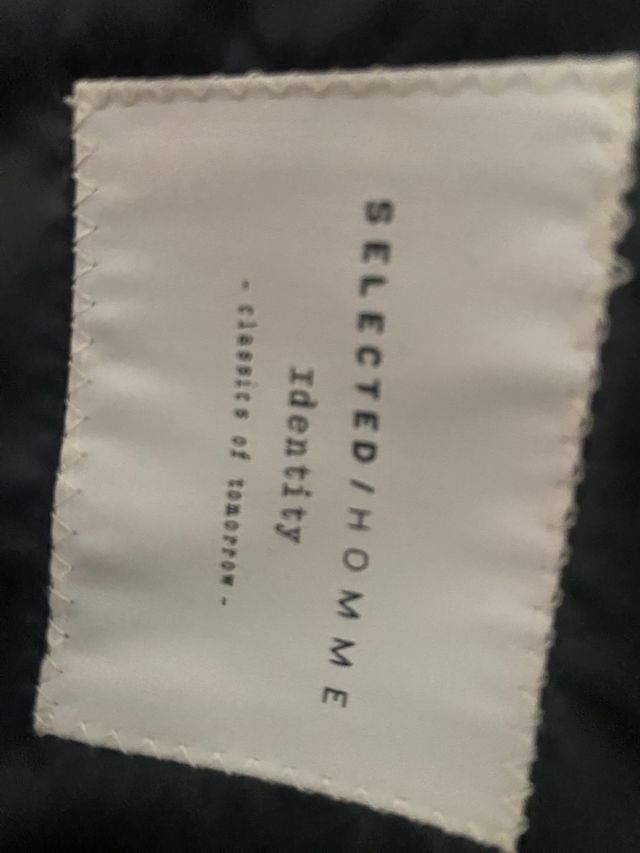 SELECTED/HOMME
Identity
- classics of tomorrow -